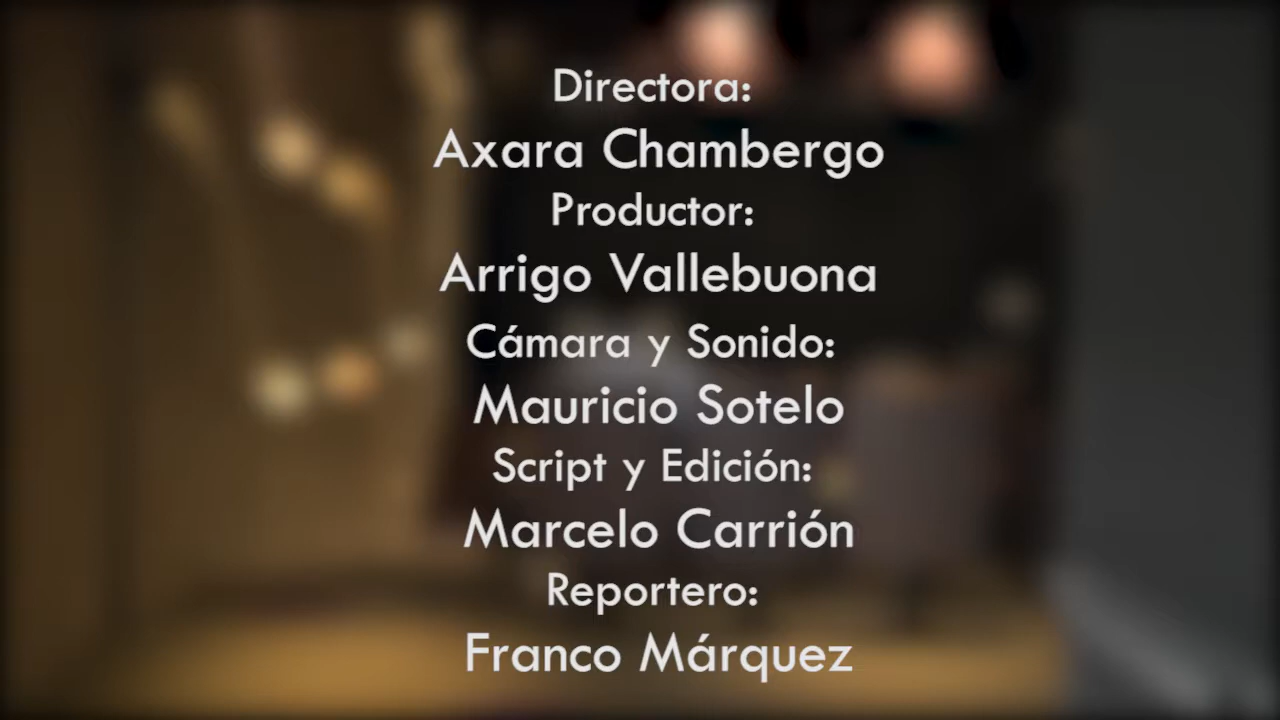 Directora:
Axara Chambergo
Productor:
Arrigo Vallebuona
Cámara y Sonido:
Mauricio Sotelo
Script y Edición:
Marcelo Carrión
Reportero:
Franco Márquez